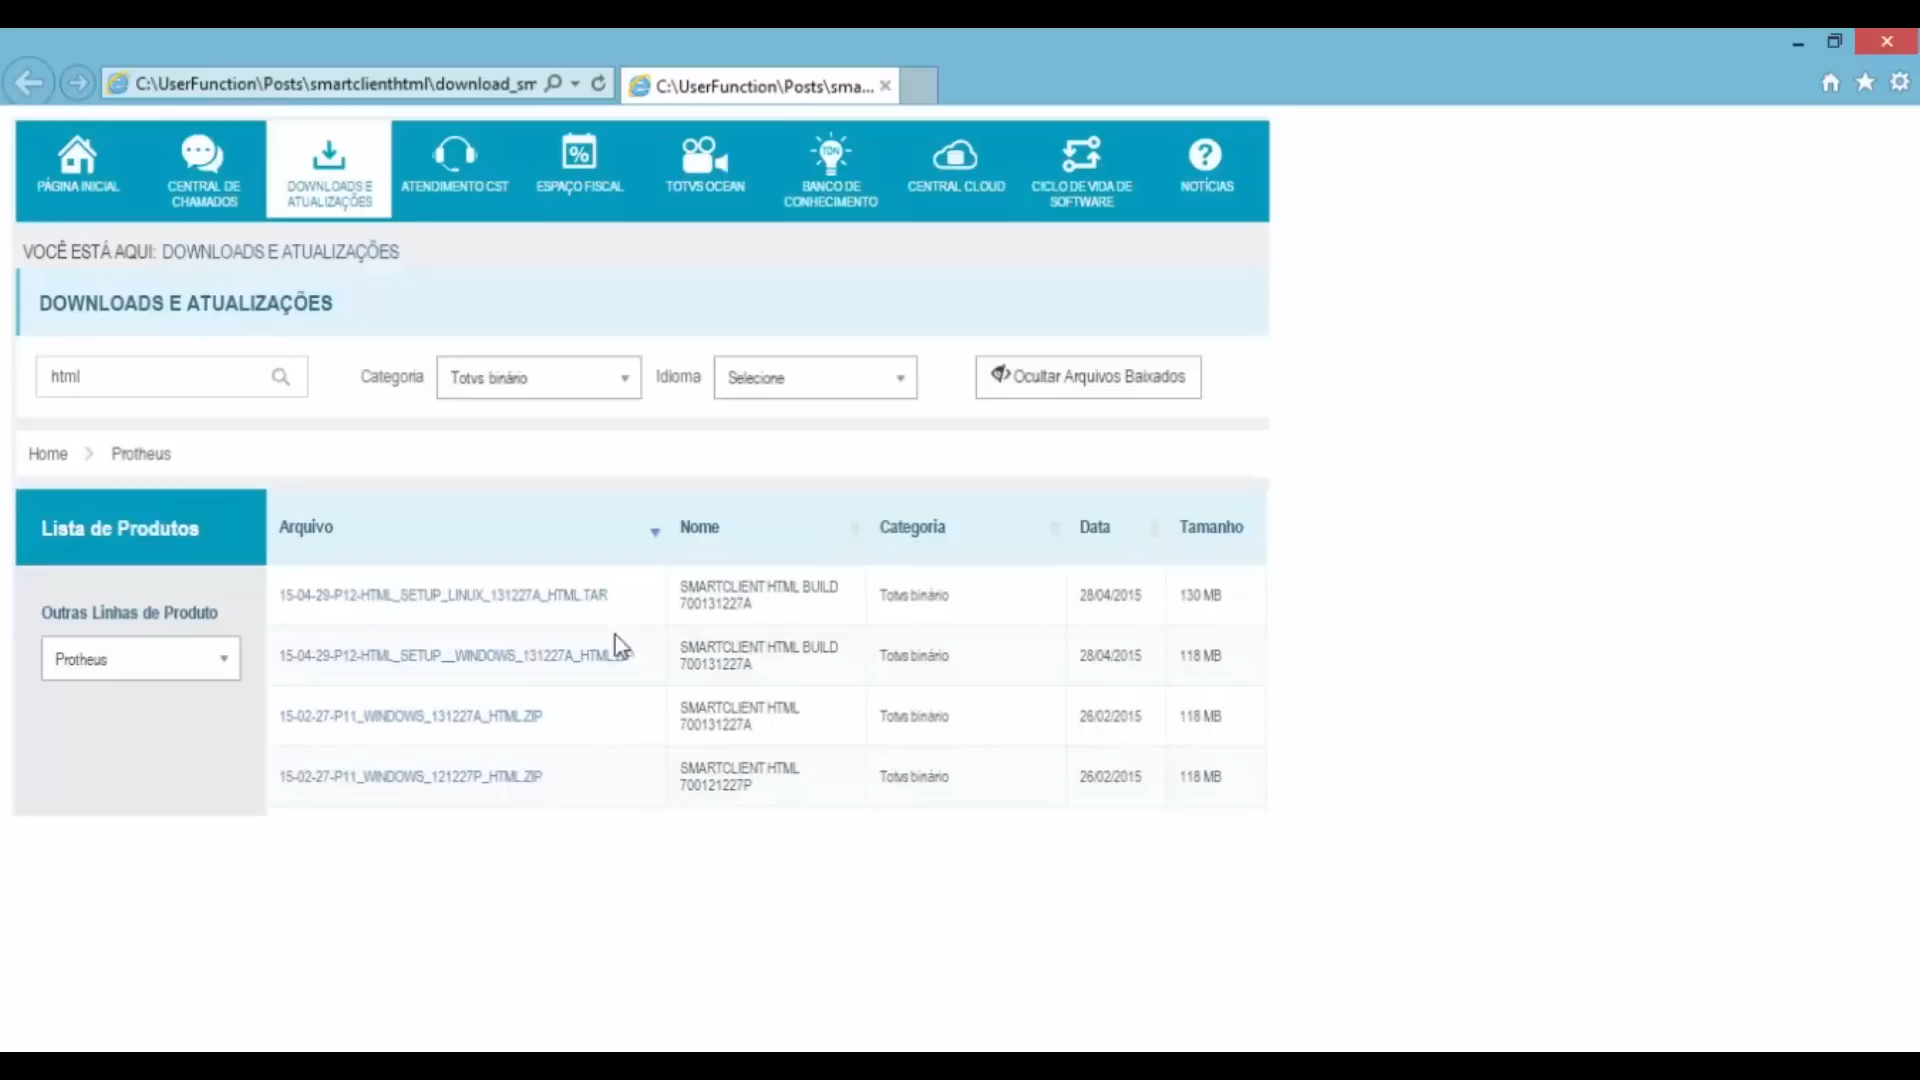 C:\UserFunction\Posts\smartclienthtml\download_sm
C:\UserFunction\Posts\sma...
PÁGINA INICIAL
CENTRAL DE
CHAMADOS
DOWNLOADS E
ATUALIZAÇÕES
ATENDIMENTO CST
%
ESPAÇO FISCAL
TOTVS OCEAN
TDN
BANCO DE
CONHECIMENTO
CENTRAL CLOUD
CICLO DE VIDA DE
SOFTWARE
?
NOTÍCIAS
VOCÊ ESTÁ AQUI: DOWNLOADS E ATUALIZAÇÕES
DOWNLOADS E ATUALIZAÇÕES
html
Categoria
Totvs binário
Idioma
Selecione
Ocultar Arquivos Baixados
Home
Protheus
Lista de Produtos
Outras Linhas de Produto
Protheus
Arquivo
Nome
Categoria
Data
Tamanho
15-04-29-P12-HTML_SETUP_LINUX_131227A_HTML.TAR
SMARTCLIENT HTML BUILD
700131227A
Totvs binário
28/04/2015
130 MB
15-04-29-P12-HTML_SETUP__WINDOWS_131227A_HTML
SMARTCLIENT HTML BUILD
700131227A
Totvs binário
28/04/2015
118 MB
15-02-27-P11_WINDOWS_131227A_HTML.ZIP
SMARTCLIENT HTML
700131227A
Totvs binário
26/02/2015
118 MB
15-02-27-P11_WINDOWS_121227P_HTML.ZIP
SMARTCLIENT HTML
700121227P
Totvs binário
26/02/2015
118 MB